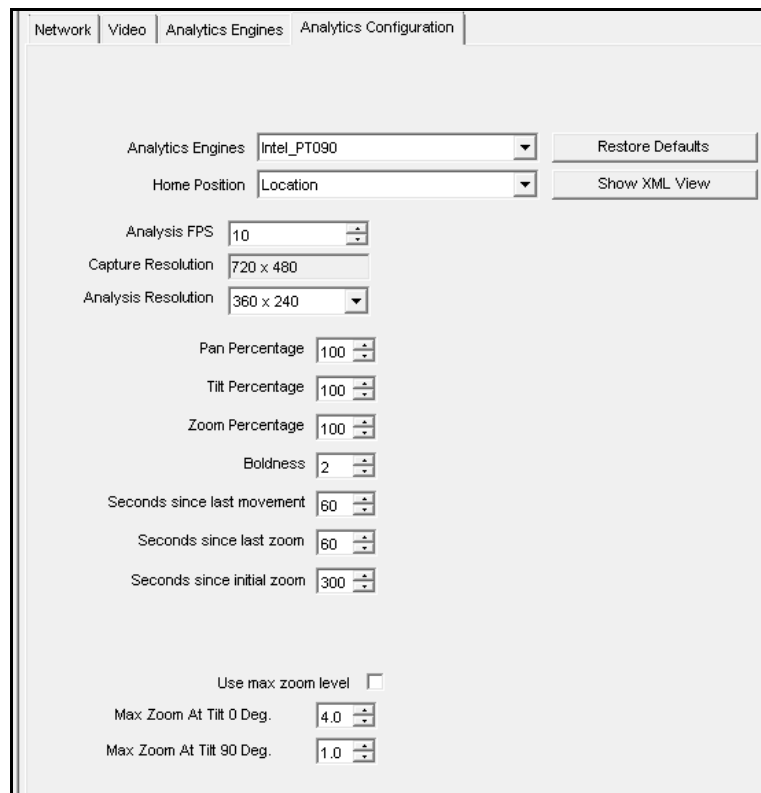 Network Video Analytics Engines Analytics Configuration
Analytics Engines Intel_PT090 Restore Defaults
Home Position Location Show XML View
Analysis FPS 10
Capture Resolution 720 x 480
Analysis Resolution 360 x 240
Pan Percentage 100
Tilt Percentage 100
Zoom Percentage 100
Boldness 2
Seconds since last movement 60
Seconds since last zoom 60
Seconds since initial zoom 300
Use max zoom level
Max Zoom At Tilt 0 Deg. 4.0
Max Zoom At Tilt 90 Deg. 1.0